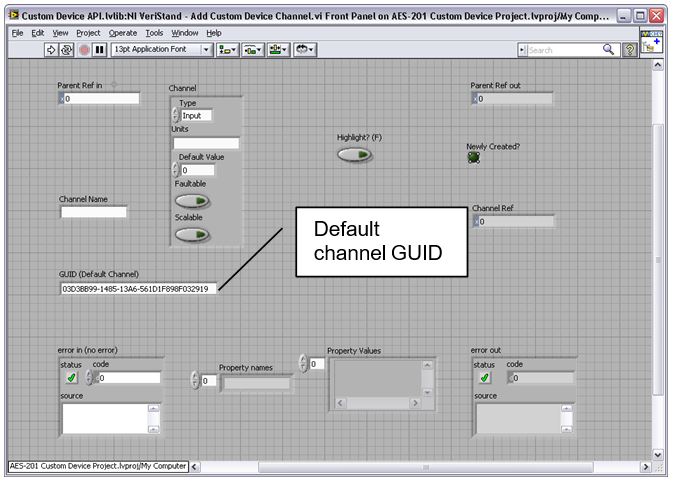 Custom Device API.lvlib:NI VeriStand - Add Custom Device Channel.vi Front Panel on AES-201 Custom Device Project.lvproj/My Compu...
File Edit View Project Operate Tools Window Help
13pt Application Font
Search
Parent Ref in
0
Channel
Type
Input
Units
Default Value
0
Faultable
Scalable
Highlight? (F)
Parent Ref out
0
Newly Created?
Channel Name
Channel Ref
0
Default
channel GUID
GUID (Default Channel)
03D3BB99-1485-13A6-561D1F898F032919
error in (no error)
status code
0
source
Property names
0
Property Values
0
error out
status code
0
source
AES-201 Custom Device Project.lvproj/My Computer